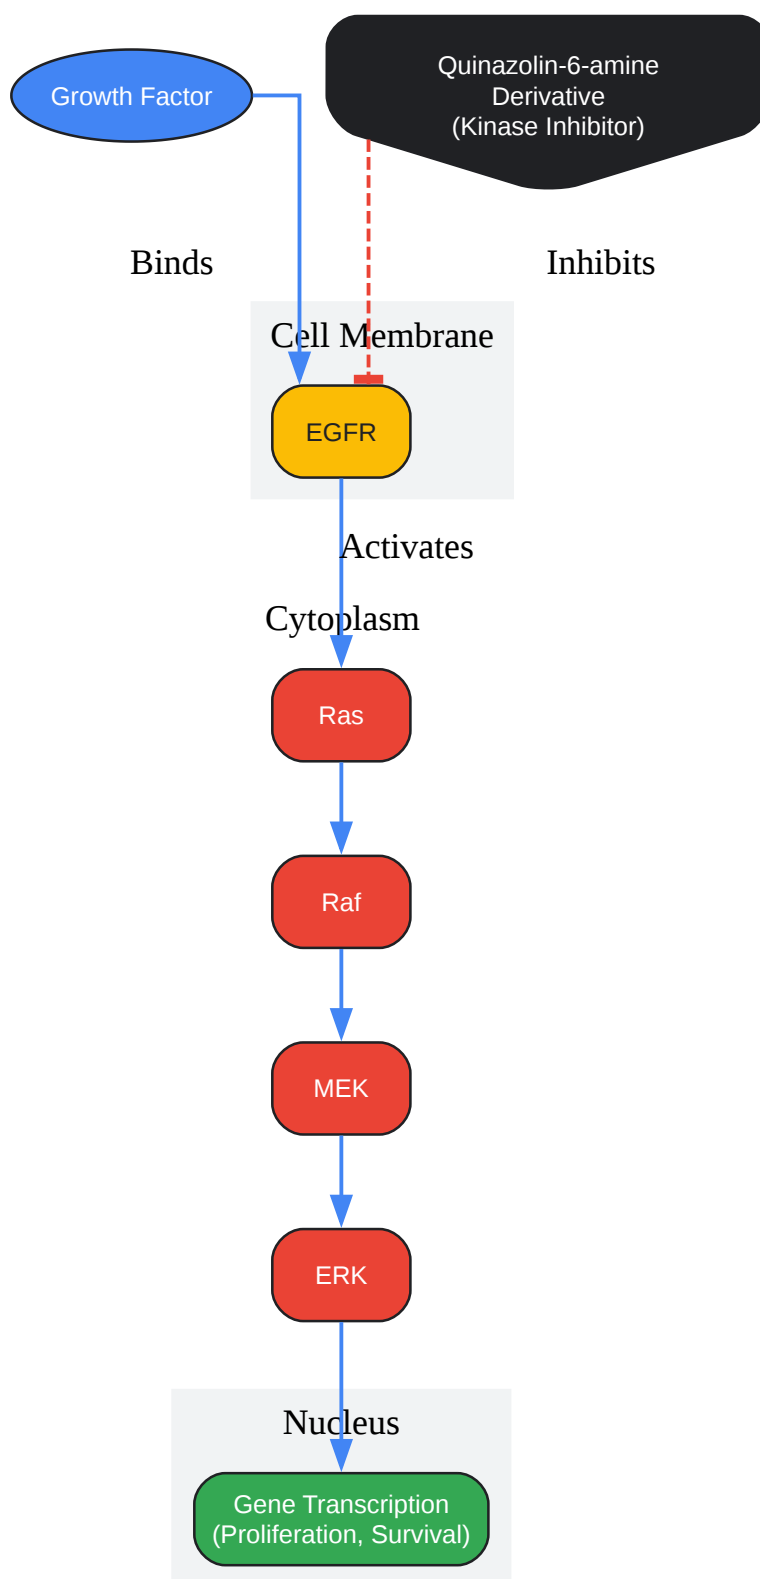 Growth Factor
Quinazolin-6-amine
Derivative
(Kinase Inhibitor)
Binds
Inhibits
Cell Membrane
EGFR
Activates
Cytoplasm
Ras
Raf
MEK
ERK
Nucleus
Gene Transcription
(Proliferation, Survival)